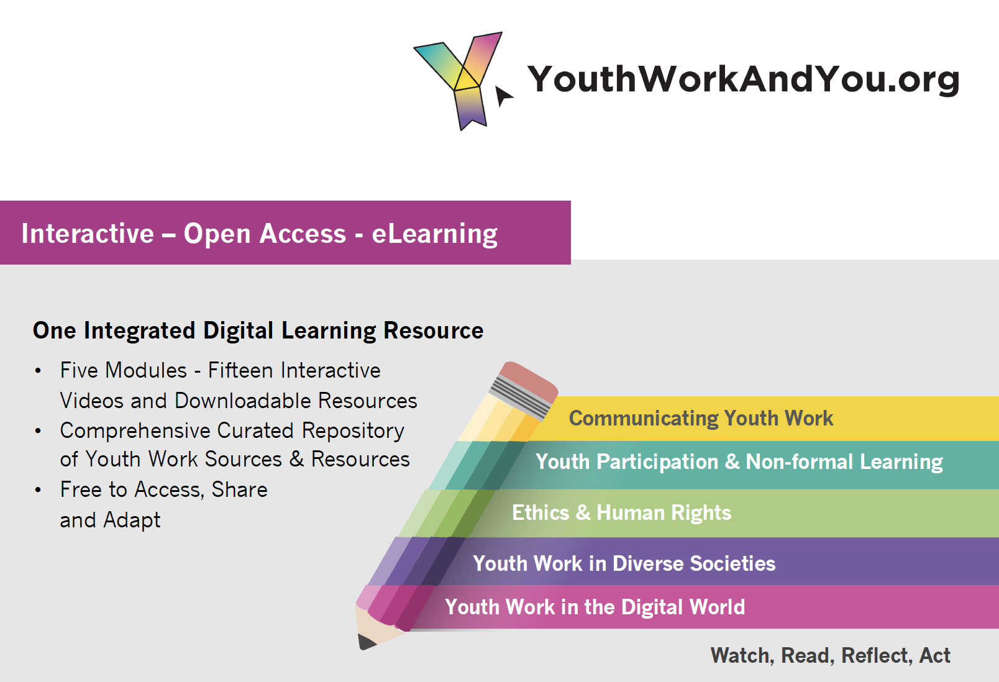 YouthWorkAndYou.org
Interactive – Open Access - eLearning
One Integrated Digital Learning Resource
• Five Modules - Fifteen Interactive
Videos and Downloadable Resources
• Comprehensive Curated Repository
of Youth Work Sources & Resources
• Free to Access, Share
and Adapt
Communicating Youth Work
Youth Participation & Non-formal Learning
Ethics & Human Rights
Youth Work in Diverse Societies
Youth Work in the Digital World
Watch, Read, Reflect, Act